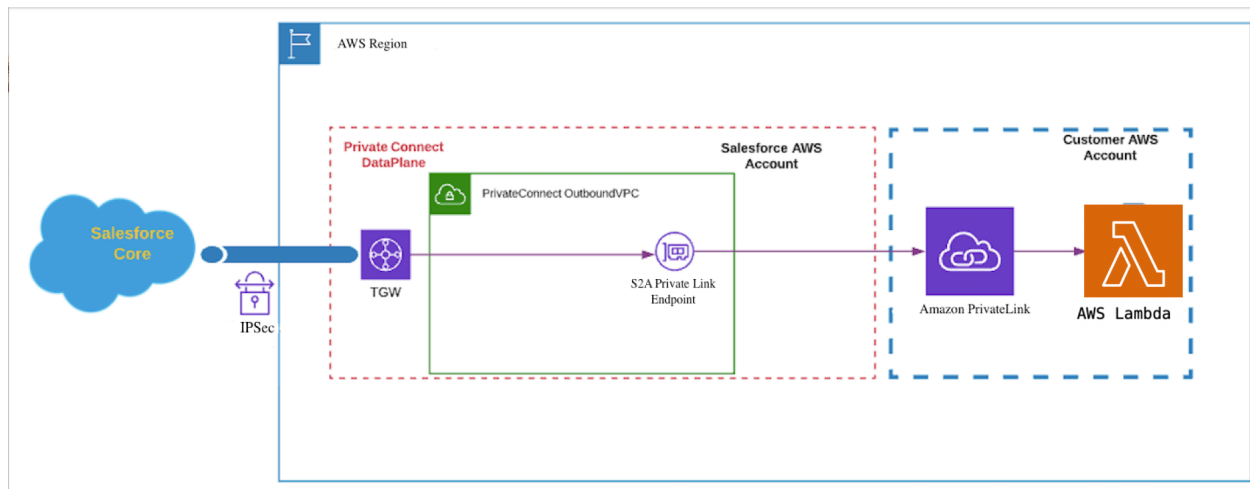 AWS Region
Private Connect
DataPlane
Salesforce AWS
Account
Customer AWS
Account
PrivateConnect OutboundVPC
Salesforce
Core
TGW
S2A Private Link
Endpoint
Amazon PrivateLink
AWS Lambda
IPSec